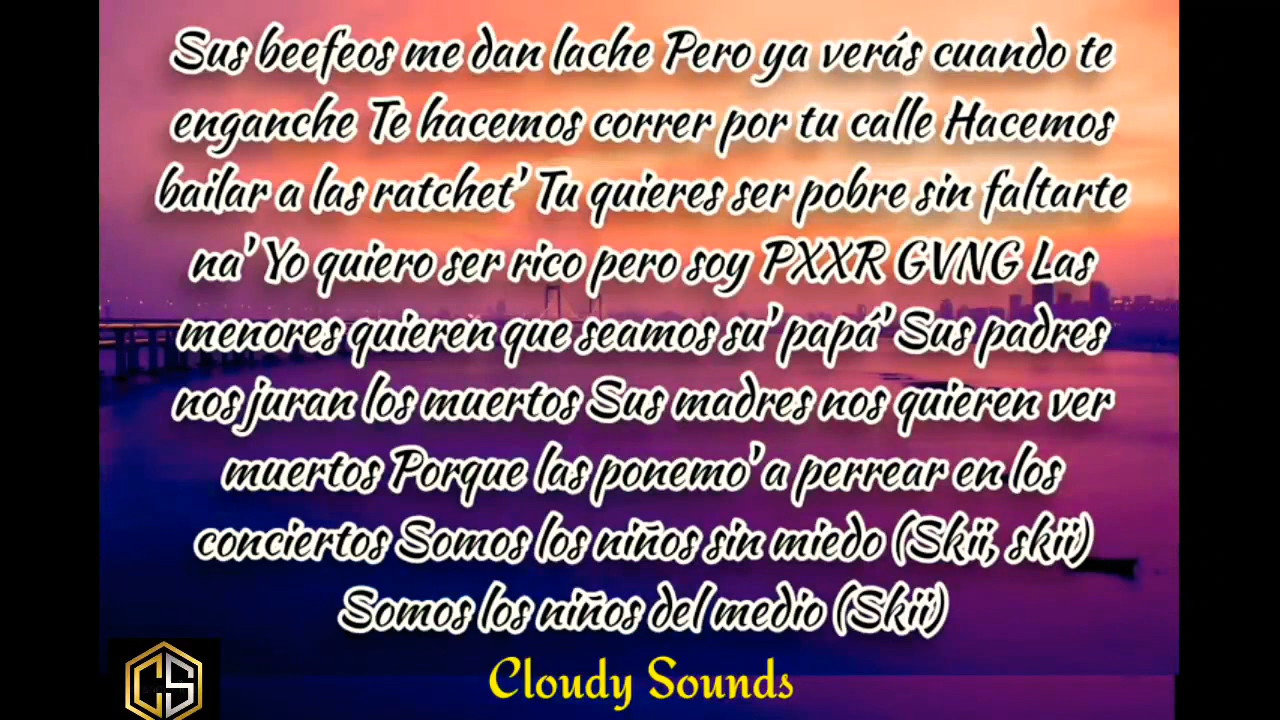 Sus beefeos me dan lache Pero ya verás cuando te
enganche Te hacemos correr por tu calle Hacemos
bailar a las ratchet' Tu quieres ser pobre sin faltarte
na' Yo quiero ser rico pero soy PXXR GVNG Las
menores quieren que seamos su' papá' Sus padres
nos juran los muertos Sus madres nos quieren ver
muertos Porque las ponemo' a perrear en los
conciertos Somos los niños sin miedo (Skii, skii)
Somos los niños del medio (Skii)
CS
Cloudy Sounds